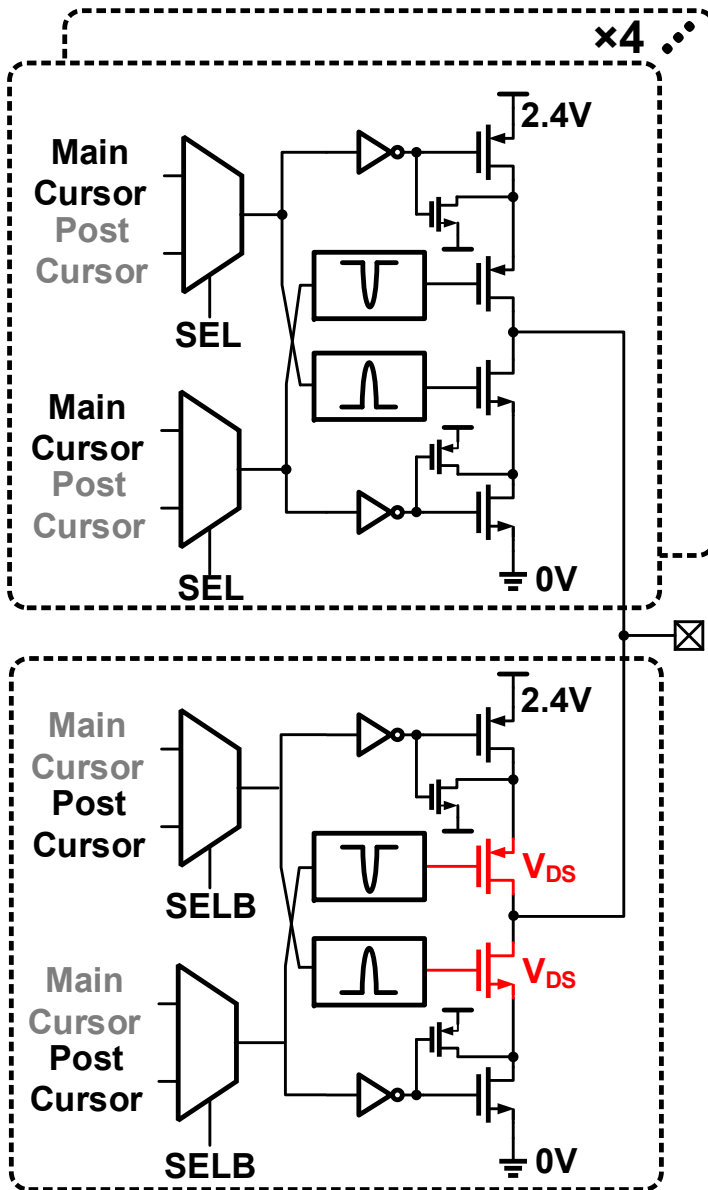 ×4
2.4V
Main
Cursor
Post
Cursor
SEL
Main
Cursor
Post
Cursor
SEL
0V
2.4V
Main
Cursor
Post
Cursor
SELB
VDS
VDS
Main
Cursor
Post
Cursor
SELB
0V